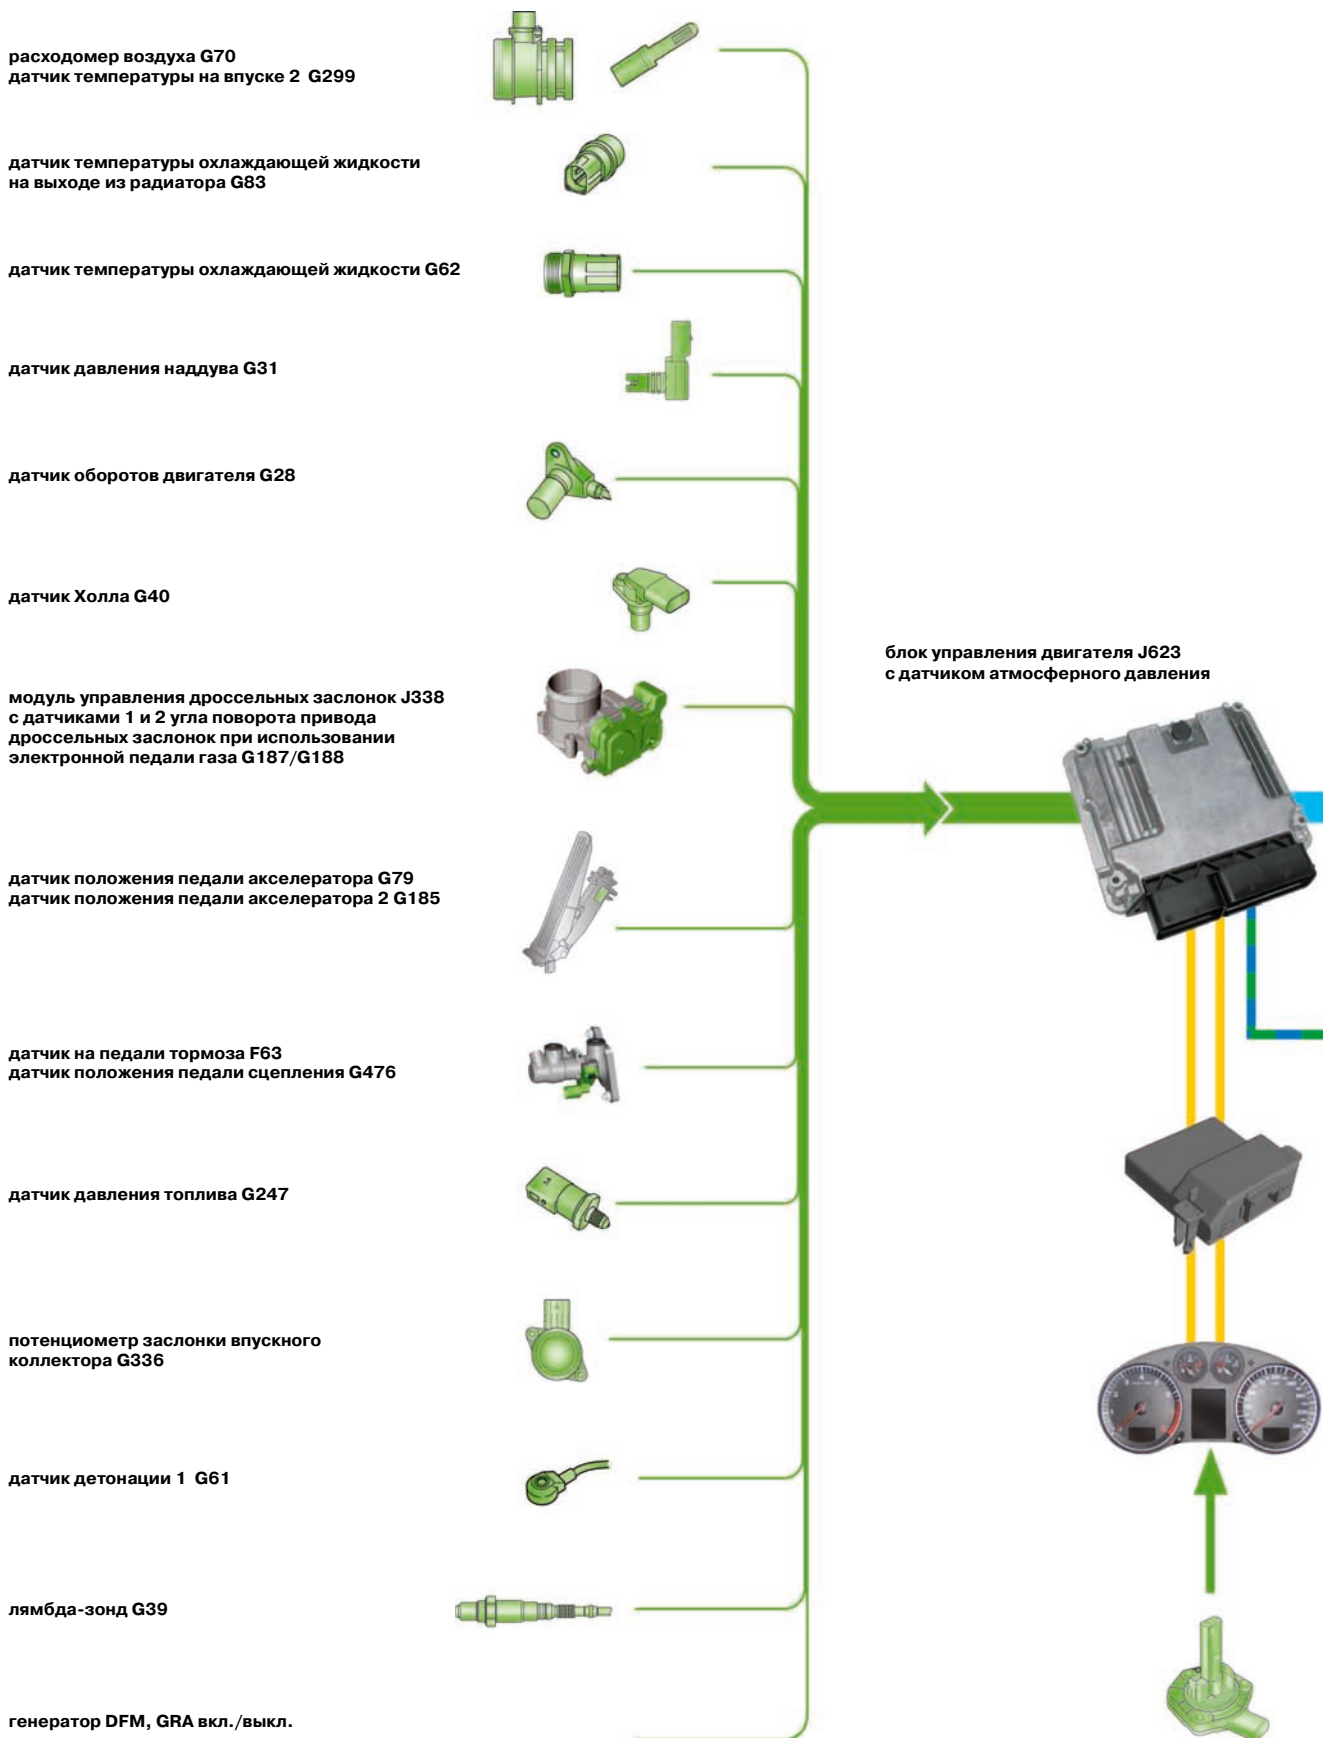 расходомер воздуха G70
датчик температуры на впуске 2 G299
датчик температуры охлаждающей жидкости
на выходе из радиатора G83
датчик температуры охлаждающей жидкости G62
датчик давления наддува G31
датчик оборотов двигателя G28
датчик Холла G40
модуль управления дроссельных заслонок J338
с датчиками 1 и 2 угла поворота привода
дроссельных заслонок при использовании
электронной педали газа G187/G188
датчик положения педали акселератора G79
датчик положения педали акселератора 2 G185
датчик на педали тормоза F63
датчик положения педали сцепления G476
датчик давления топлива G247
потенциометр заслонки впускного
коллектора G336
датчик детонации 1 G61
лямбда-зонд G39
генератор DFM, GRA вкл./выкл.
блок управления двигателя J623
с датчиком атмосферного давления